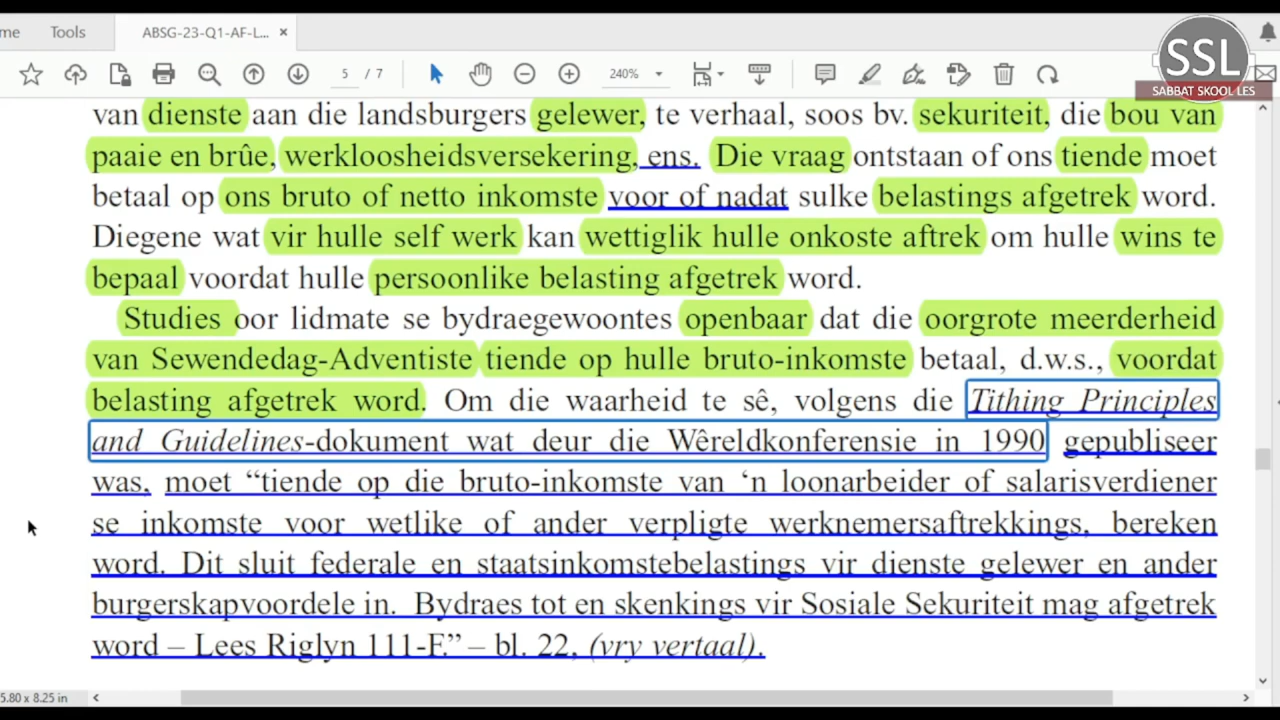 me Tools ABSG-23-Q1-AF-L... ×
5 / 7 240%
SSL
SABBAT SKOOL LES
van dienste aan die landsburgers gelewer, te verhaal, soos bv. sekuriteit, die bou van
paaie en brûe, werkloosheidsversekering, ens. Die vraag ontstaan of ons tiende moet
betaal op ons bruto of netto inkomste voor of nadat sulke belastings afgetrek word.
Diegene wat vir hulle self werk kan wettiglik hulle onkoste aftrek om hulle wins te
bepaal voordat hulle persoonlike belasting afgetrek word.
Studies oor lidmate se bydraegewoontes openbaar dat die oorgrote meerderheid
van Sewendedag-Adventiste tiende op hulle bruto-inkomste betaal, d.w.s., voordat
belasting afgetrek word. Om die waarheid te sê, volgens die Tithing Principles
and Guidelines-dokument wat deur die Wêreldkonferensie in 1990 gepubliseer
was, moet “tiende op die bruto-inkomste van ‘n loonarbeider of salarisverdiener
se inkomste voor wetlike of ander verpligte werknemersaftrekkings, bereken
word. Dit sluit federale en staatsinkomstebelastings vir dienste gelewer en ander
burgerskapvoordele in. Bydraes tot en skenkings vir Sosiale Sekuriteit mag afgetrek
word – Lees Riglyn 111-F.” – bl. 22, (vry vertaal).
5.80 x 8.25 in